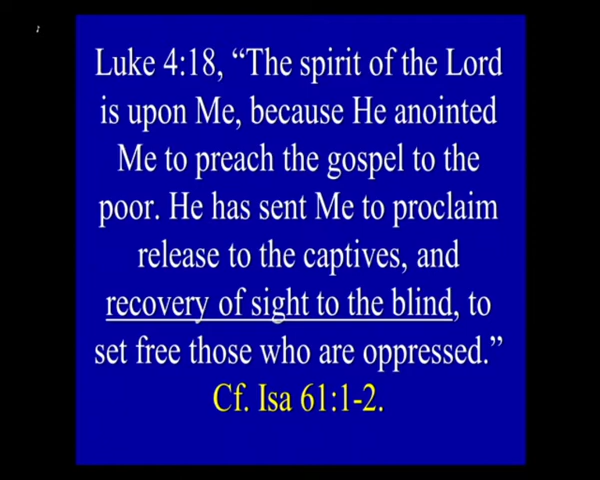 Luke 4:18, “The spirit of the Lord
is upon Me, because He anointed
Me to preach the gospel to the
poor. He has sent Me to proclaim
release to the captives, and
recovery of sight to the blind, to
set free those who are oppressed.”
Cf. Isa 61:1-2.